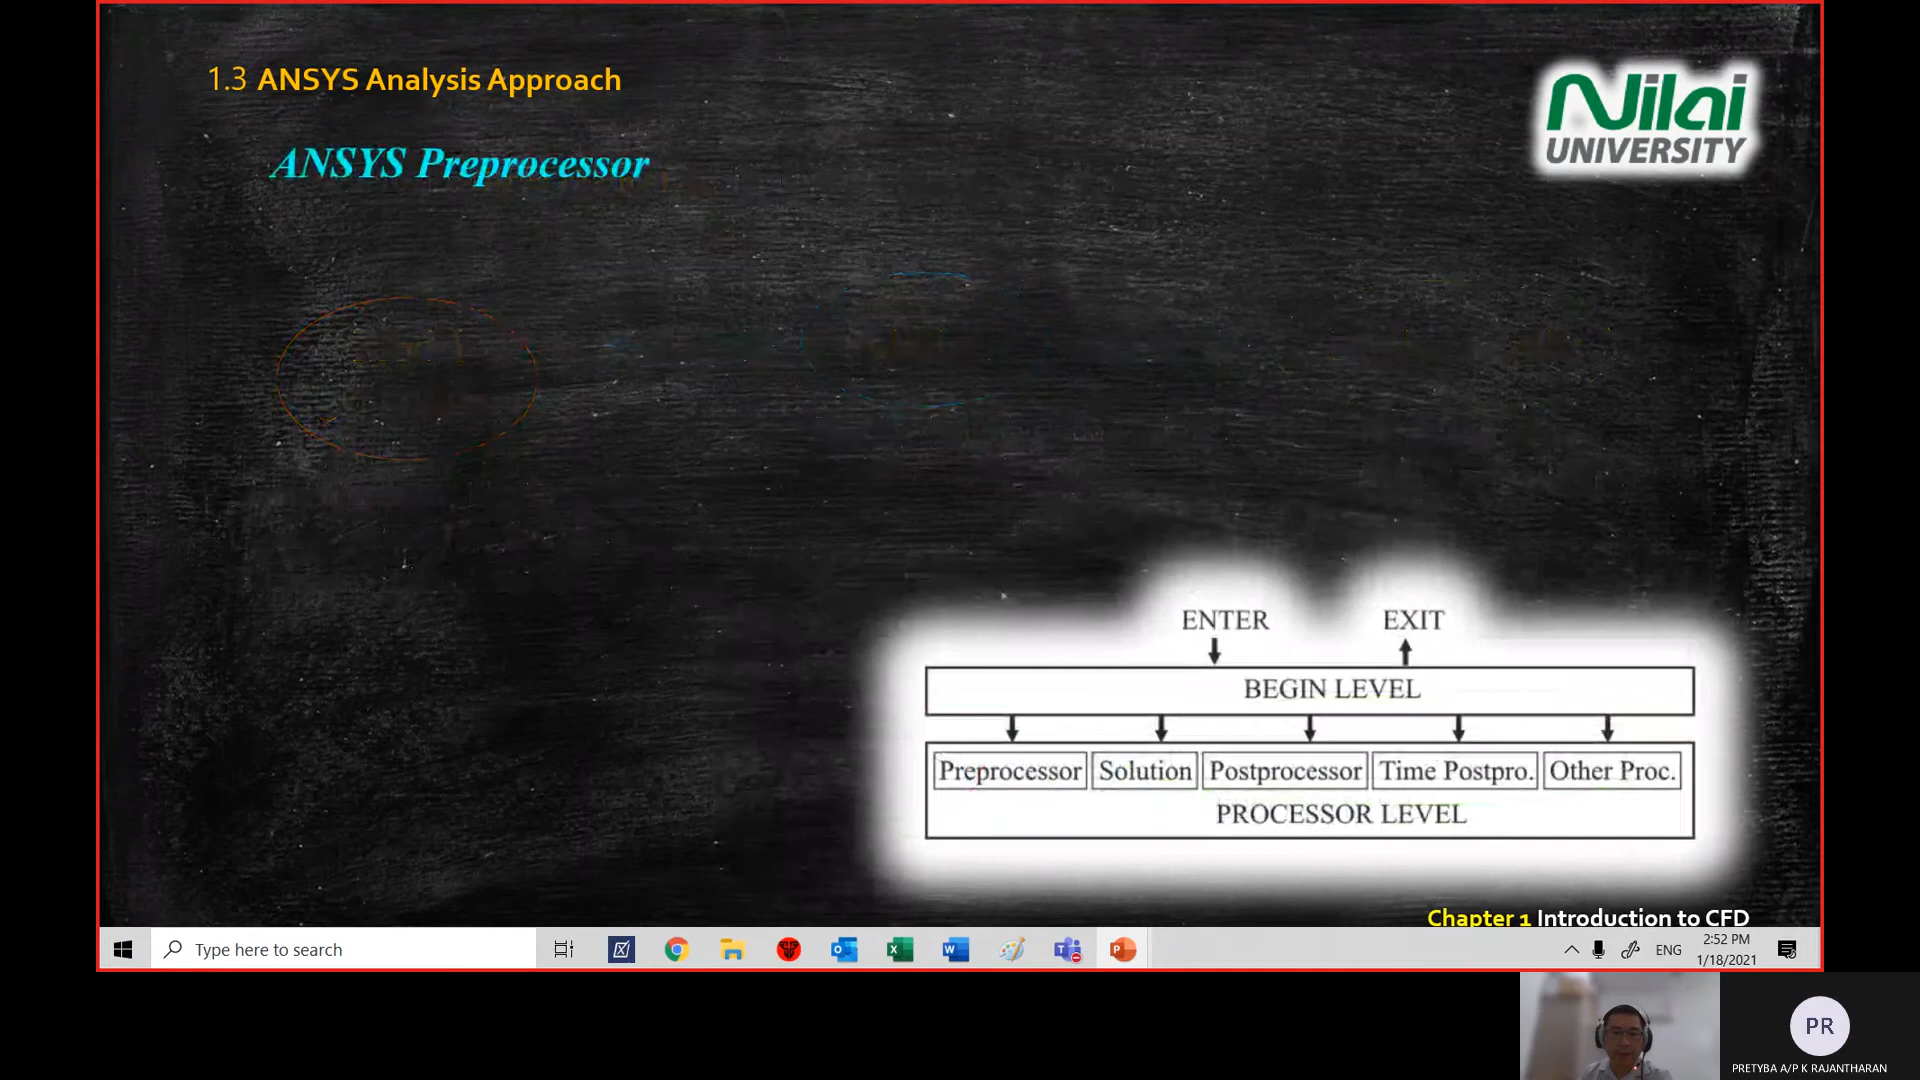 1.3 ANSYS Analysis Approach
Nilai
UNIVERSITY
ANSYS Preprocessor
ENTER EXIT
BEGIN LEVEL
Preprocessor Solution Postprocessor Time Postpro. Other Proc.
PROCESSOR LEVEL
Chapter 1 Introduction to CFD
Type here to search
ENG
2:52 PM
1/18/2021
PR
PRETYBA A/P K RAJANTHARAN